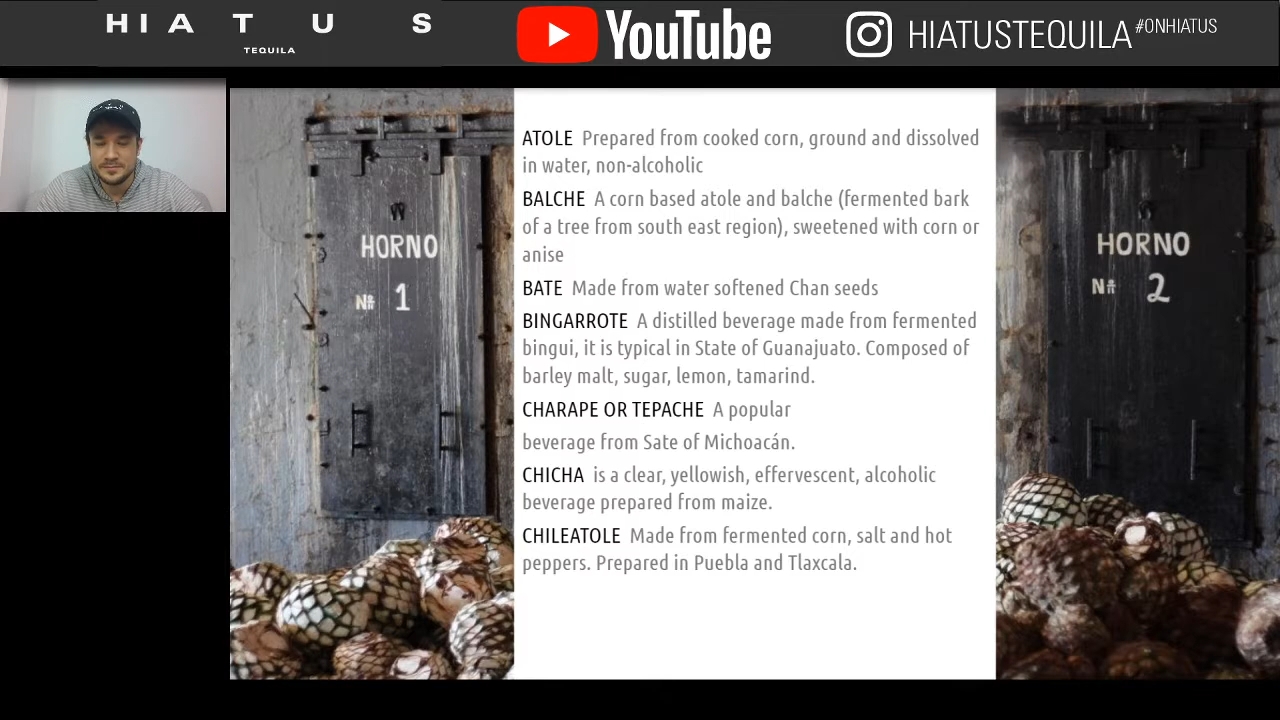 HIATUS
TEQUILA
YouTube
HIATUSTEQUILA #ONHIATUS
HORNO
Nº 1
ATOLE Prepared from cooked corn, ground and dissolved
in water, non-alcoholic
BALCHE A corn based atole and balche (fermented bark
of a tree from south east region), sweetened with corn or
anise
BATE Made from water softened Chan seeds
BINGARROTE A distilled beverage made from fermented
bingui, it is typical in State of Guanajuato. Composed of
barley malt, sugar, lemon, tamarind.
CHARAPE OR TEPACHE A popular
beverage from Sate of Michoacán.
CHICHA is a clear, yellowish, effervescent, alcoholic
beverage prepared from maize.
CHILEATOLE Made from fermented corn, salt and hot
peppers. Prepared in Puebla and Tlaxcala.
HORNO
Nº 2